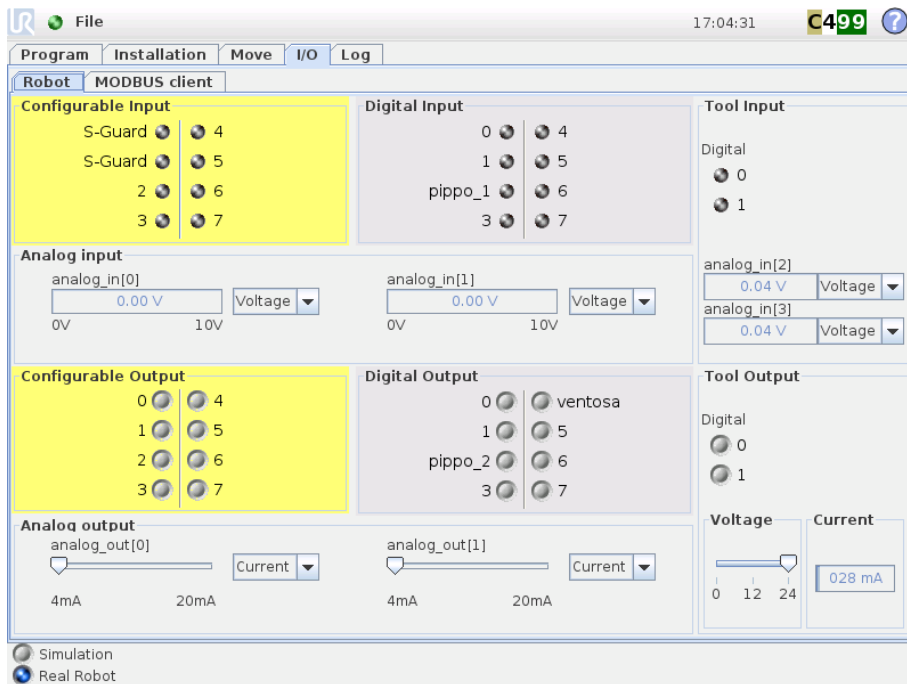 UR File 17:04:31 C499 ?
Program Installation Move I/O Log
Robot MODBUS client
Configurable Input Digital Input Tool Input
S-Guard 4 0 4
Digital
S-Guard 5 1 5
0
2 6 pippo_1 6
1
3 7 3 7
Analog input
analog_in[0] analog_in[1] analog_in[2]
0.00 V Voltage 0.00 V Voltage 0.04 V Voltage
analog_in[3]
0V 10V 0V 10V 0.04 V Voltage
Configurable Output Digital Output Tool Output
0 4 0 ventosa
Digital
1 5 1 5
0
2 6 pippo_2 6
1
3 7 3 7
Analog output Voltage Current
analog_out[0] analog_out[1]
Current Current 028 mA
0 12 24
4mA 20mA 4mA 20mA
Simulation
Real Robot